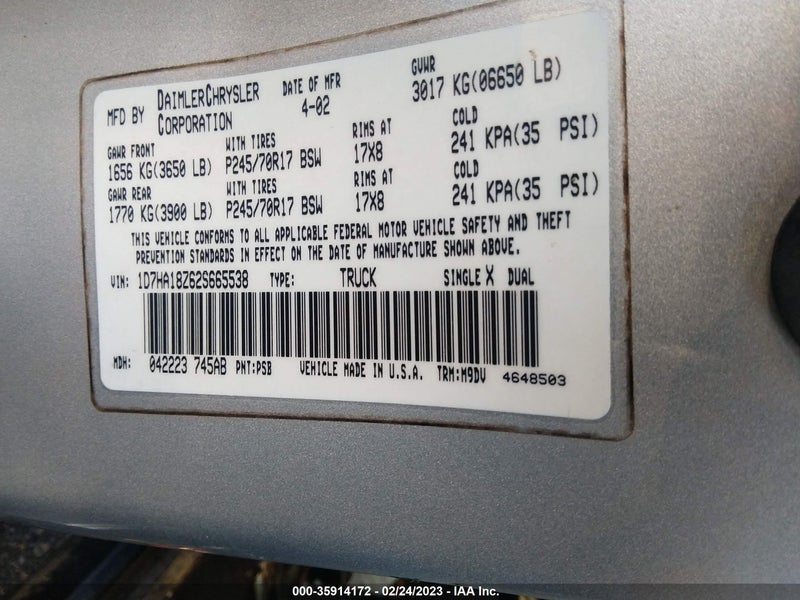 MFD BY DAIMLERCHRYSLER CORPORATION DATE OF MFR 4-02 GVWR 3017 KG(06650 LB)
GAWR FRONT WITH TIRES RIMS AT COLD
1656 KG(3650 LB) P245/70R17 BSW 17X8 241 KPA(35 PSI)
GAWR REAR WITH TIRES RIMS AT COLD
1770 KG(3900 LB) P245/70R17 BSW 17X8 241 KPA(35 PSI)
THIS VEHICLE CONFORMS TO ALL APPLICABLE FEDERAL MOTOR VEHICLE SAFETY AND THEFT
PREVENTION STANDARDS IN EFFECT ON THE DATE OF MANUFACTURE SHOWN ABOVE.
VIN: 1D7HA18Z62S665538 TYPE: TRUCK SINGLE X DUAL
MDH: 042223 745AB PNT:PSB VEHICLE MADE IN U.S.A. TRM:M9DV 4648503
000-35914172 - 02/24/2023 - IAA Inc.